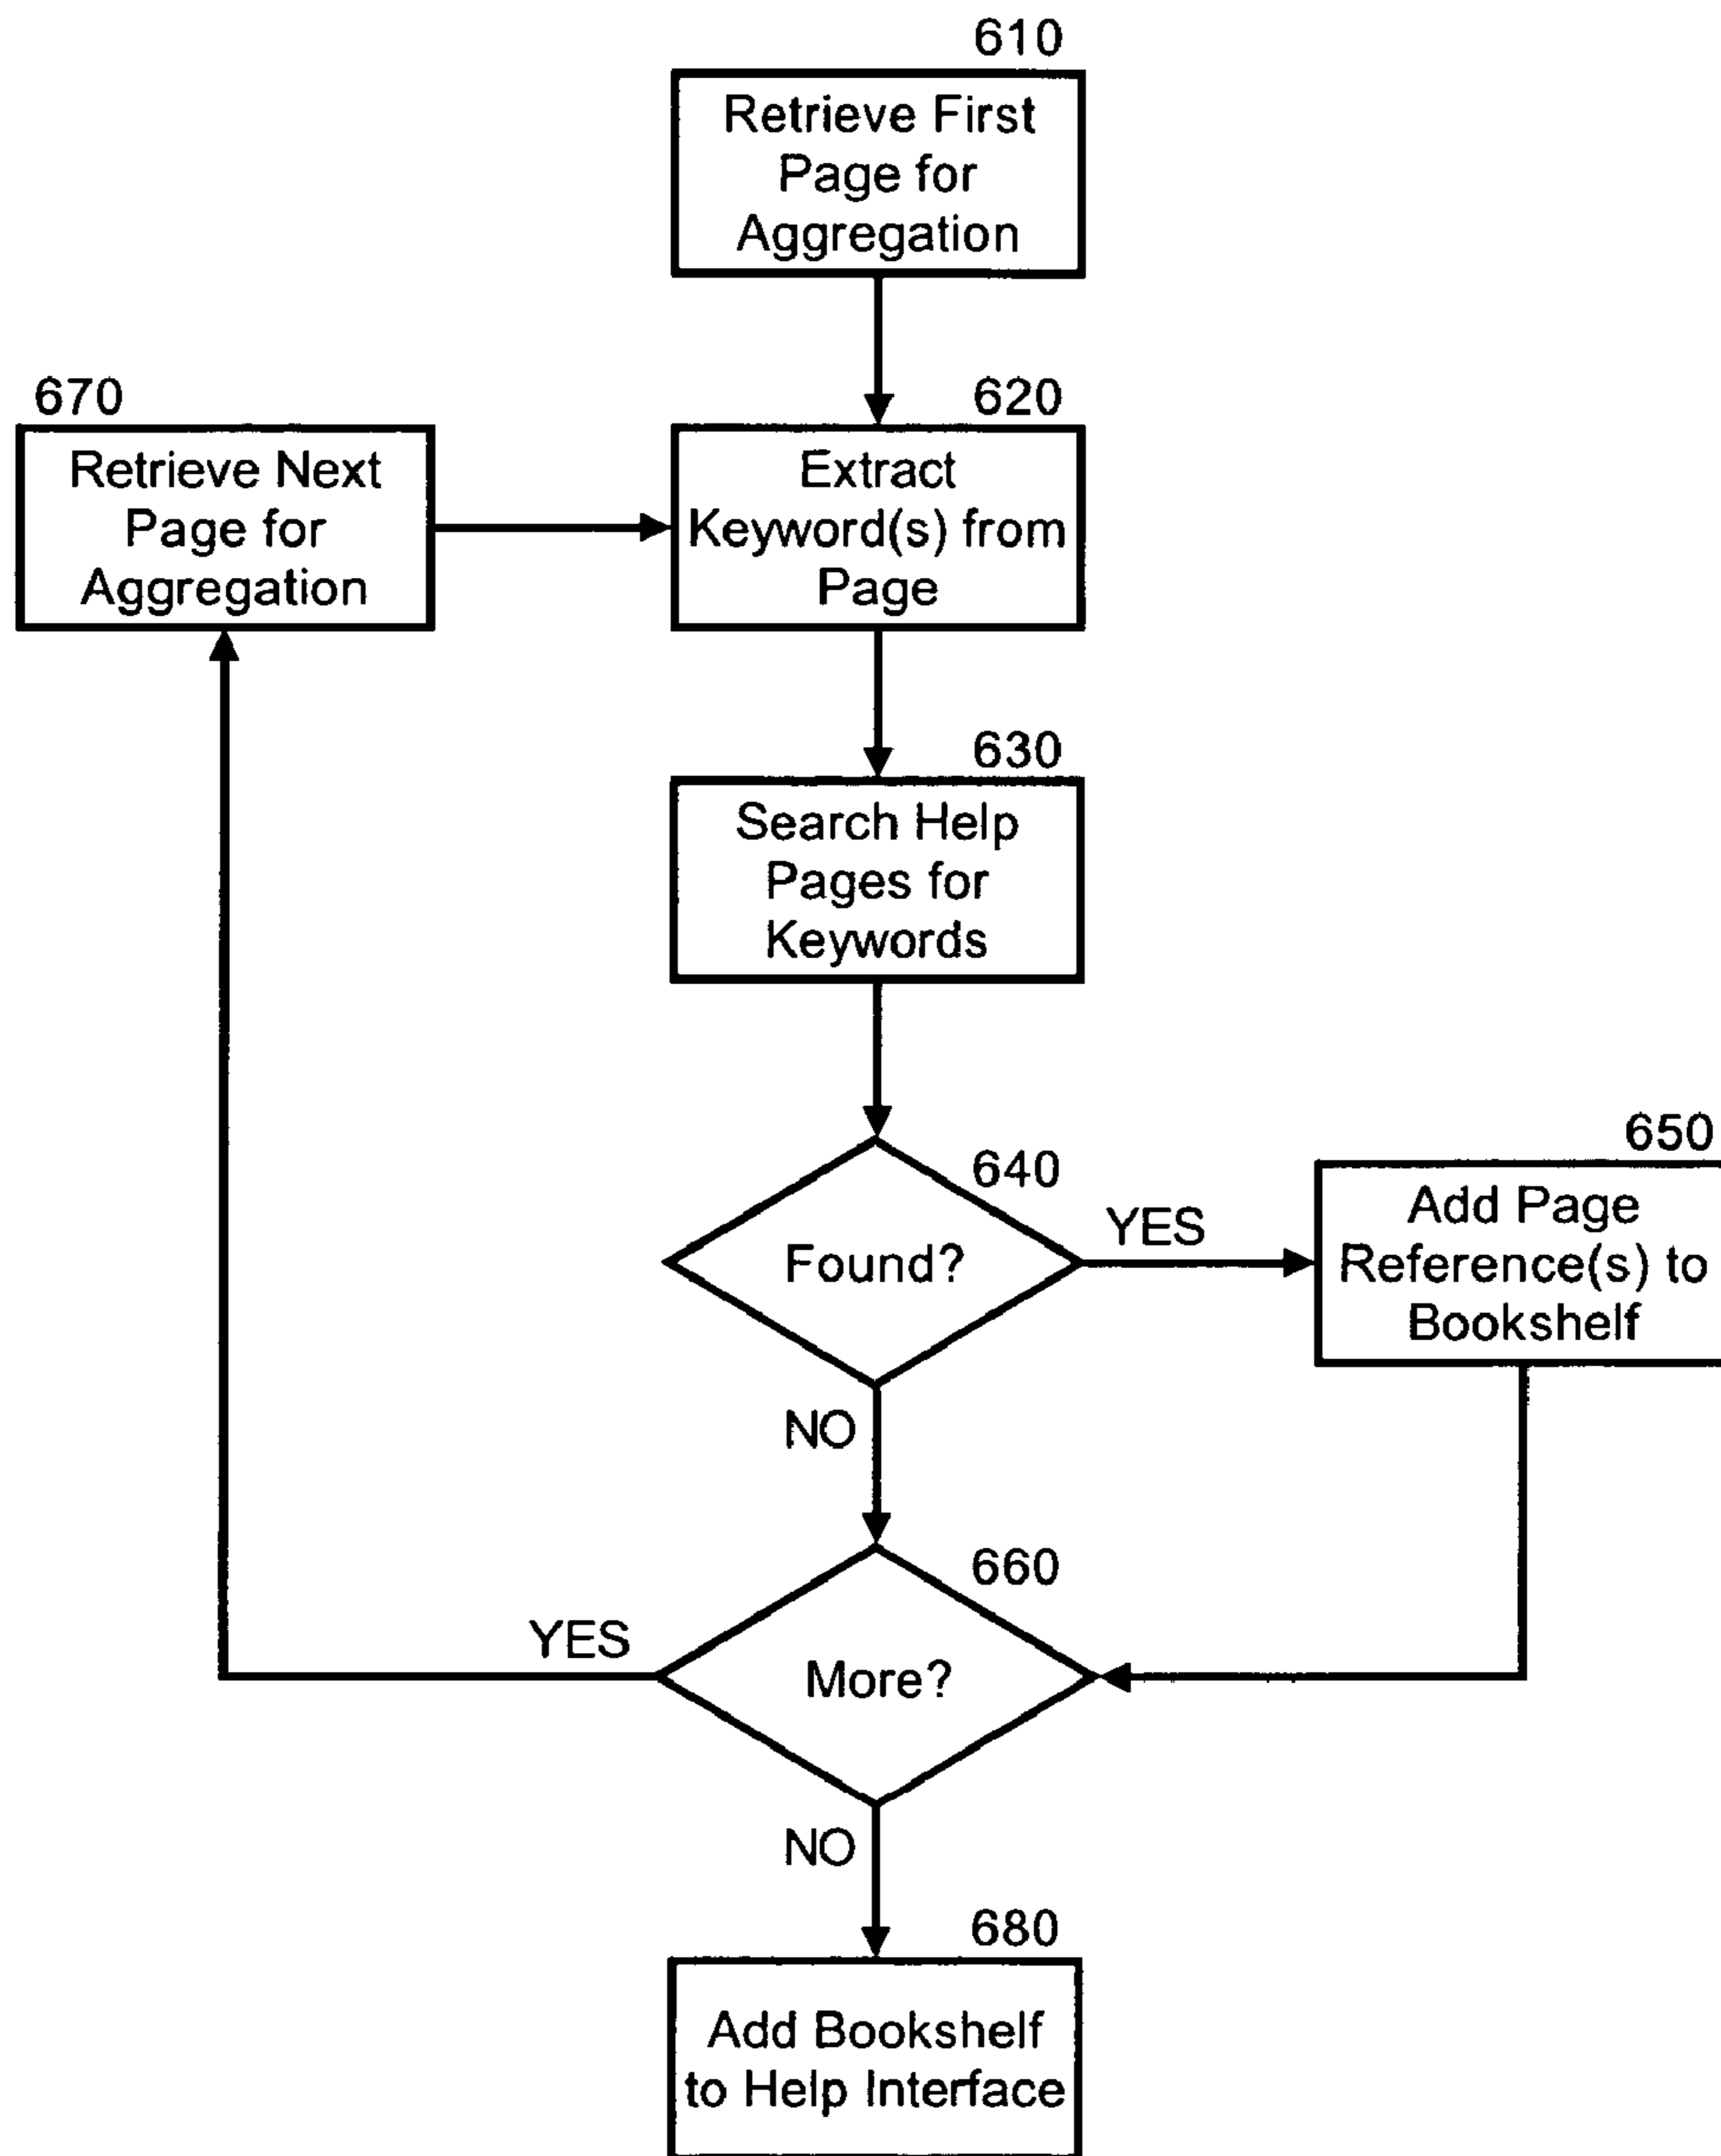 610
Retrieve First
Page for
Aggregation
670
Retrieve Next
Page for
Aggregation
620
Extract
Keyword(s) from
Page
630
Search Help
Pages for
Keywords
640
Found?
YES
650
Add Page
Reference(s) to
Bookshelf
NO
660
More?
YES
NO
680
Add Bookshelf
to Help Interface